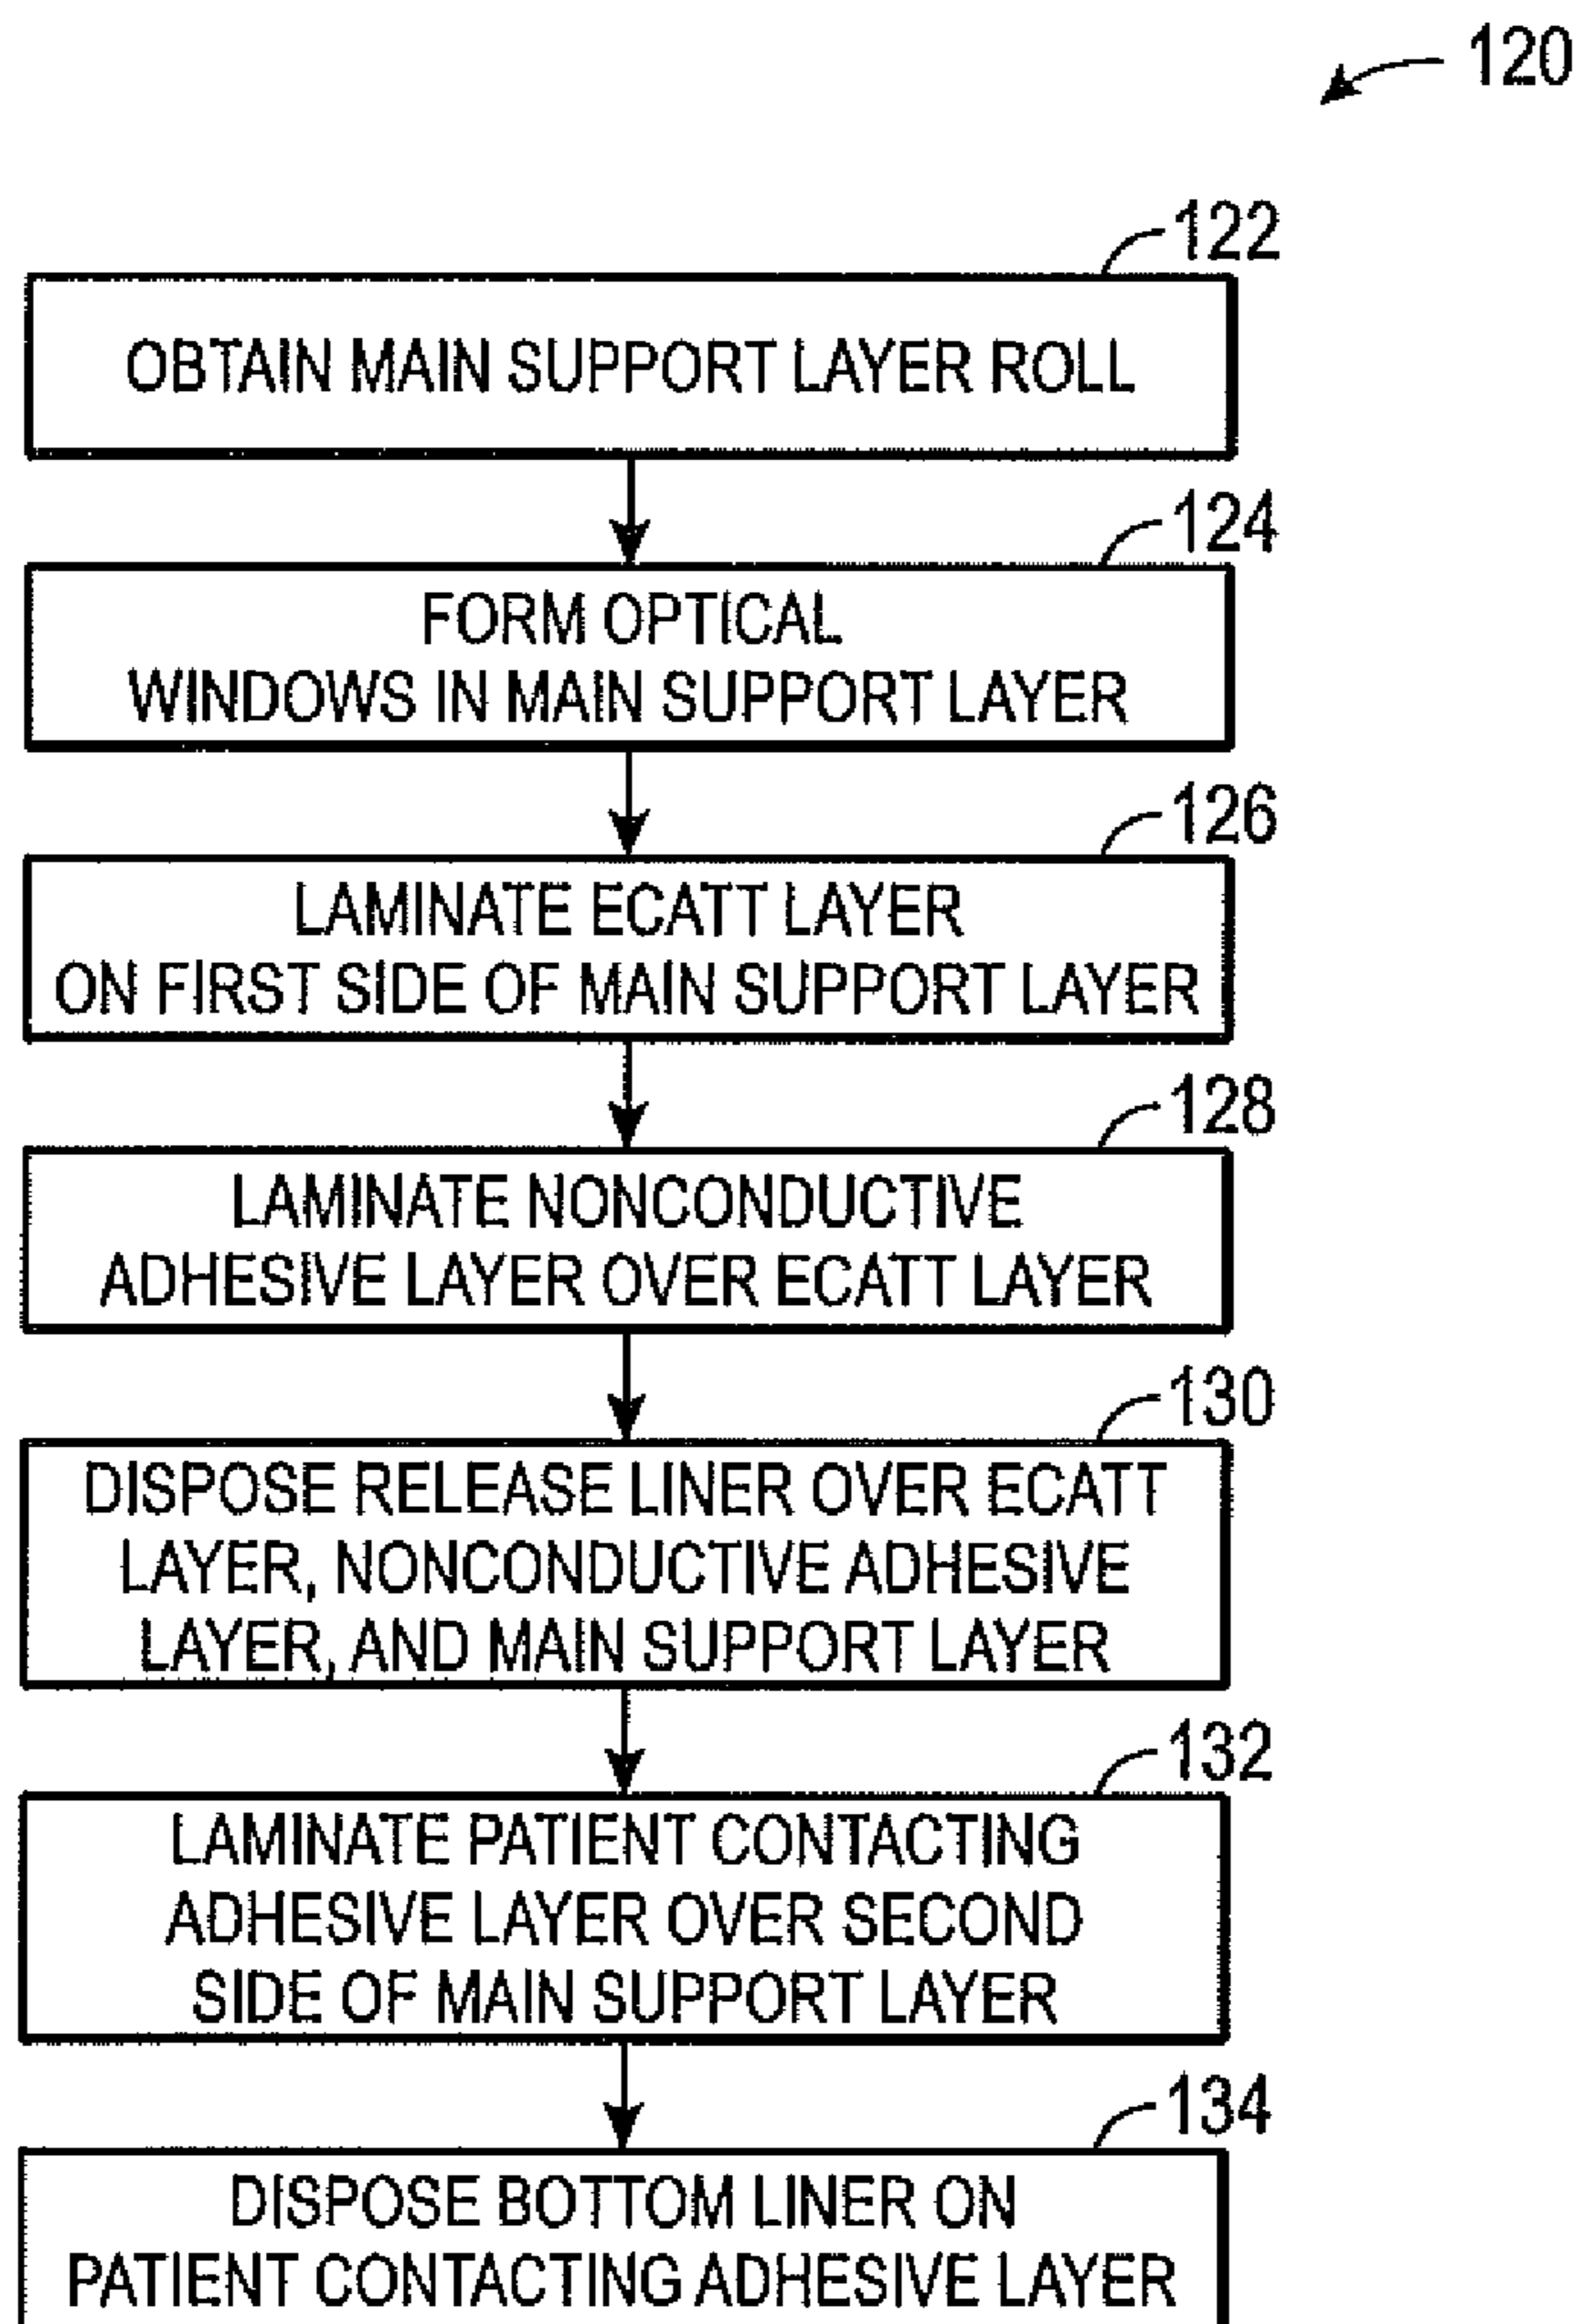 120
122
OBTAIN MAIN SUPPORT LAYER ROLL
124
FORM OPTICAL
WINDOWS IN MAIN SUPPORT LAYER
126
LAMINATE ECATT LAYER
ON FIRST SIDE OF MAIN SUPPORT LAYER
128
LAMINATE NONCONDUCTIVE
ADHESIVE LAYER OVER ECATT LAYER
130
DISPOSE RELEASE LINER OVER ECATT
LAYER, NONCONDUCTIVE ADHESIVE
LAYER, AND MAIN SUPPORT LAYER
132
LAMINATE PATIENT CONTACTING
ADHESIVE LAYER OVER SECOND
SIDE OF MAIN SUPPORT LAYER
134
DISPOSE BOTTOM LINER ON
PATIENT CONTACTING ADHESIVE LAYER